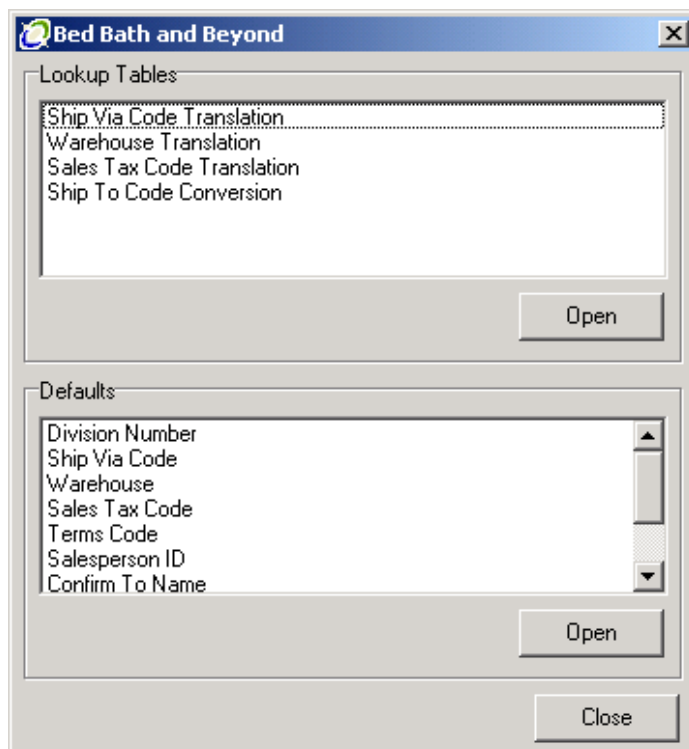 Bed Bath and Beyond
Lookup Tables
Ship Via Code Translation
Warehouse Translation
Sales Tax Code Translation
Ship To Code Conversion
Open
Defaults
Division Number
Ship Via Code
Warehouse
Sales Tax Code
Terms Code
Salesperson ID
Confirm To Name
Open
Close